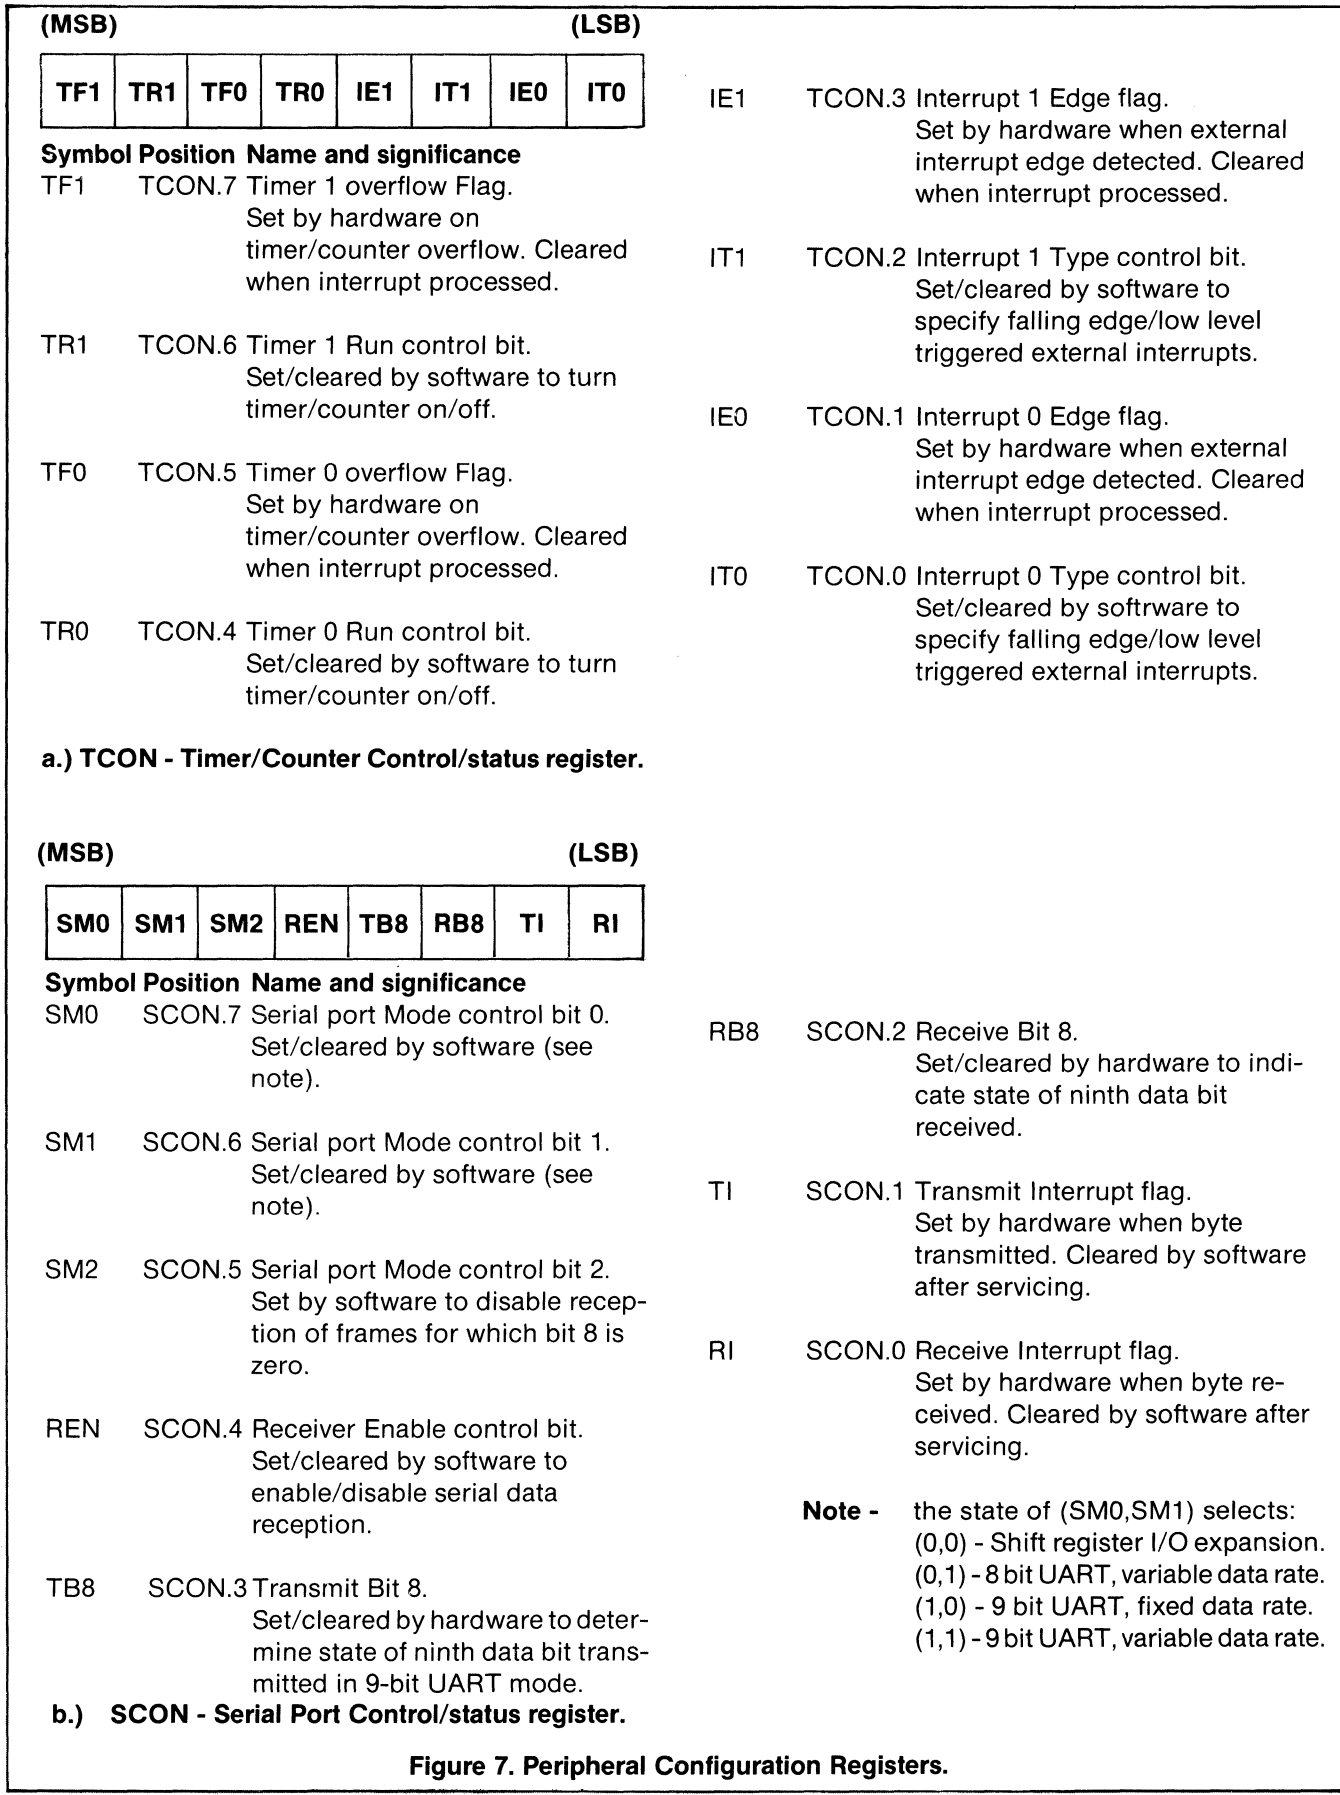 (MSB) (LSB)
TF1 TR1 TF0 TR0 IE1 IT1 IE0 IT0
Symbol Position Name and significance
TF1 TCON.7 Timer 1 overflow Flag.
Set by hardware on
timer/counter overflow. Cleared
when interrupt processed.
TR1 TCON.6 Timer 1 Run control bit.
Set/cleared by software to turn
timer/counter on/off.
TF0 TCON.5 Timer 0 overflow Flag.
Set by hardware on
timer/counter overflow. Cleared
when interrupt processed.
TR0 TCON.4 Timer 0 Run control bit.
Set/cleared by software to turn
timer/counter on/off.
IE1 TCON.3 Interrupt 1 Edge flag.
Set by hardware when external
interrupt edge detected. Cleared
when interrupt processed.
IT1 TCON.2 Interrupt 1 Type control bit.
Set/cleared by software to
specify falling edge/low level
triggered external interrupts.
IE0 TCON.1 Interrupt 0 Edge flag.
Set by hardware when external
interrupt edge detected. Cleared
when interrupt processed.
IT0 TCON.0 Interrupt 0 Type control bit.
Set/cleared by softrware to
specify falling edge/low level
triggered external interrupts.
a.) TCON - Timer/Counter Control/status register.
(MSB) (LSB)
SM0 SM1 SM2 REN TB8 RB8 TI RI
Symbol Position Name and significance
SM0 SCON.7 Serial port Mode control bit 0.
Set/cleared by software (see
note).
SM1 SCON.6 Serial port Mode control bit 1.
Set/cleared by software (see
note).
SM2 SCON.5 Serial port Mode control bit 2.
Set by software to disable recep-
tion of frames for which bit 8 is
zero.
REN SCON.4 Receiver Enable control bit.
Set/cleared by software to
enable/disable serial data
reception.
TB8 SCON.3 Transmit Bit 8.
Set/cleared by hardware to deter-
mine state of ninth data bit trans-
mitted in 9-bit UART mode.
RB8 SCON.2 Receive Bit 8.
Set/cleared by hardware to indi-
cate state of ninth data bit
received.
TI SCON.1 Transmit Interrupt flag.
Set by hardware when byte
transmitted. Cleared by software
after servicing.
RI SCON.0 Receive Interrupt flag.
Set by hardware when byte re-
ceived. Cleared by software after
servicing.
Note - the state of (SM0,SM1) selects:
(0,0) - Shift register I/O expansion.
(0,1) - 8 bit UART, variable data rate.
(1,0) - 9 bit UART, fixed data rate.
(1,1) - 9 bit UART, variable data rate.
b.) SCON - Serial Port Control/status register.
Figure 7. Peripheral Configuration Registers.